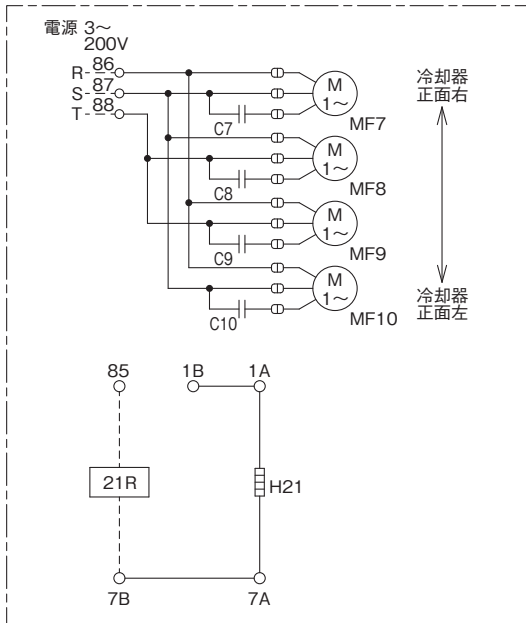 電源 3～
200V
R 86
S 87
T 88
M
1～
MF7
C7
M
1～
MF8
C8
M
1～
MF9
C9
M
1～
MF10
C10
冷却器
正面右
冷却器
正面左
85
1B
1A
21R
H21
7B
7A